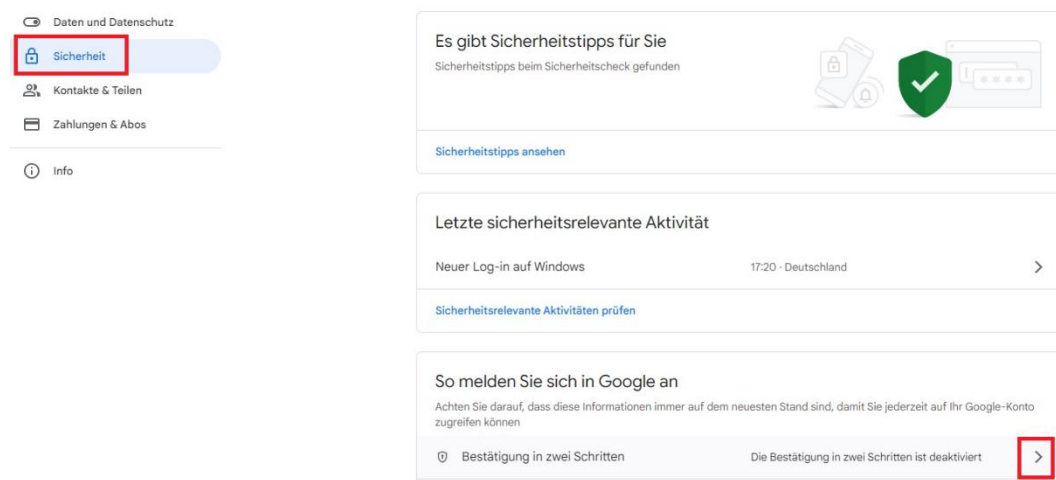 Daten und Datenschutz
Sicherheit
Kontakte & Teilen
Zahlungen & Abos
Info
Es gibt Sicherheitstipps für Sie
Sicherheitstipps beim Sicherheitscheck gefunden
Sicherheitstipps ansehen
Letzte sicherheitsrelevante Aktivität
Neuer Log-in auf Windows 17:20 · Deutschland
Sicherheitsrelevante Aktivitäten prüfen
So melden Sie sich in Google an
Achten Sie darauf, dass diese Informationen immer auf dem neuesten Stand sind, damit Sie jederzeit auf Ihr Google-Konto
zugreifen können
Bestätigung in zwei Schritten Die Bestätigung in zwei Schritten ist deaktiviert